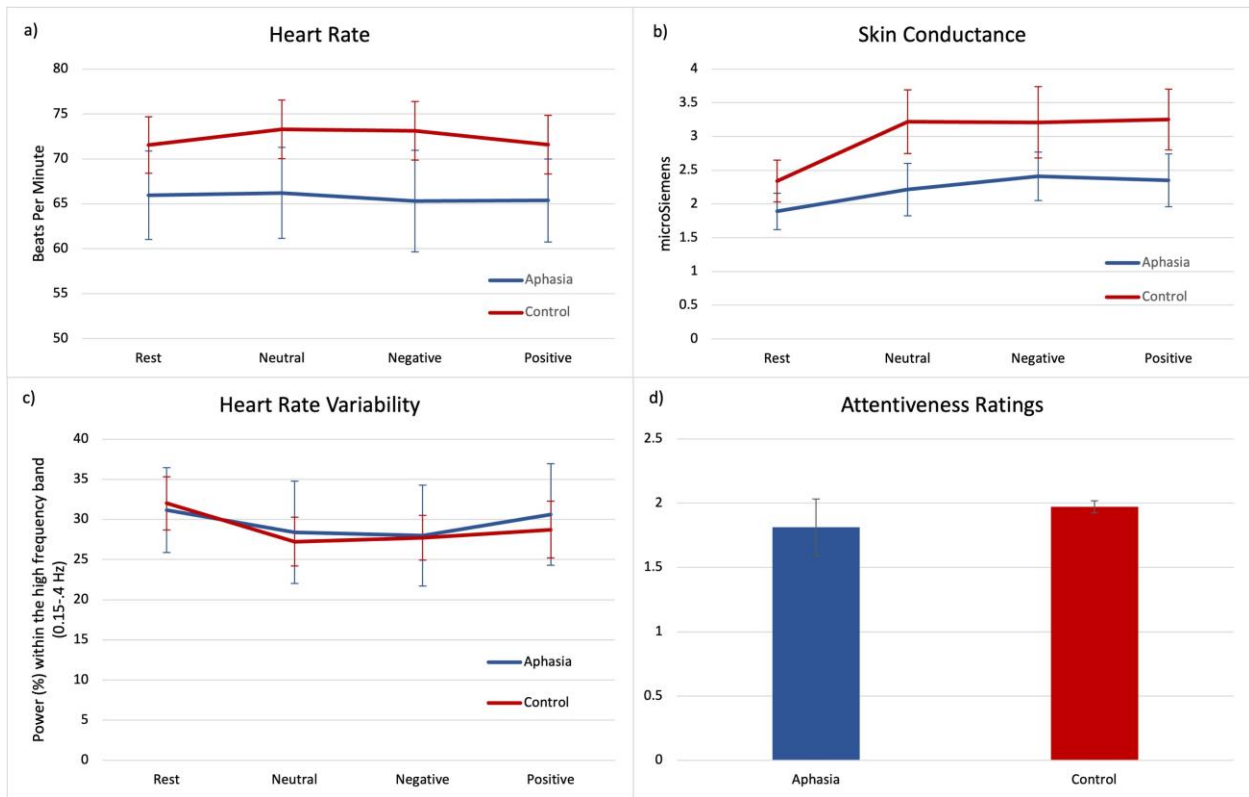 a)
Heart Rate
Beats Per Minute
80
75
70
65
60
55
50
Rest
Neutral
Negative
Positive
Aphasia
Control
b)
Skin Conductance
microSiemens
4
3.5
3
2.5
2
1.5
1
0.5
0
Rest
Neutral
Negative
Positive
Aphasia
Control
c)
Heart Rate Variability
Power (%) within the high frequency band
(0.15-.4 Hz)
40
35
30
25
20
15
10
5
0
Rest
Neutral
Negative
Positive
Aphasia
Control
d)
Attentiveness Ratings
2.5
2
1.5
1
0.5
0
Aphasia
Control